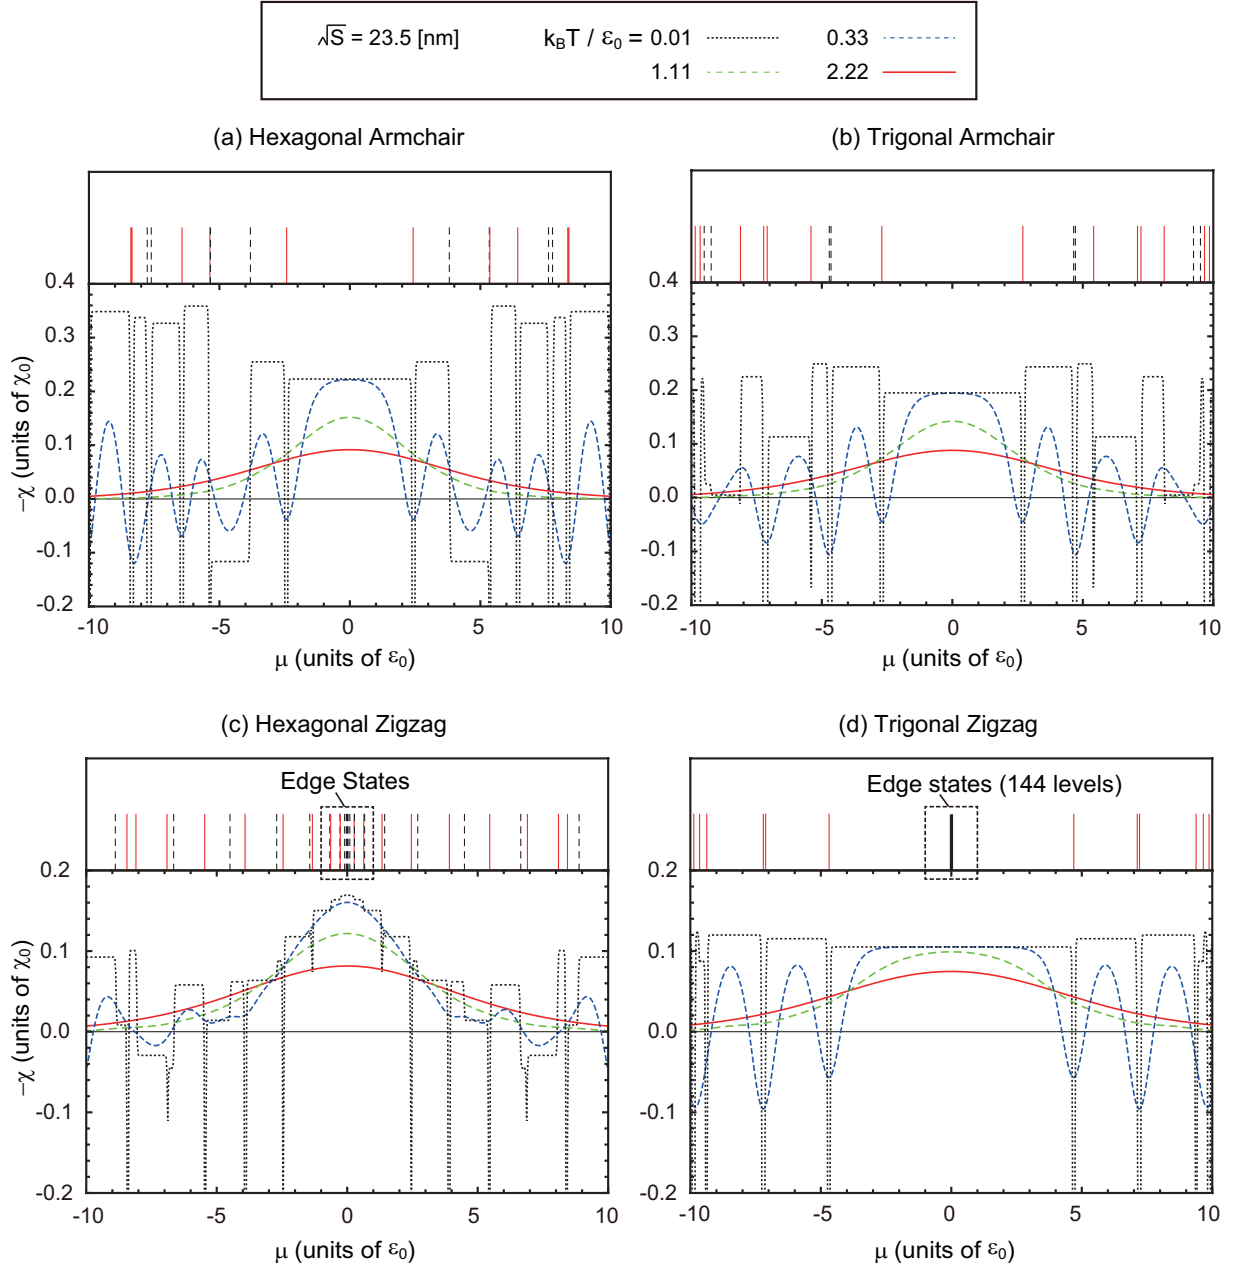 √S = 23.5 [nm] k_BT / ε₀ = 0.01 0.33
1.11 2.22
(a) Hexagonal Armchair (b) Trigonal Armchair
0.4 0.4
0.3 0.3
0.2 0.2
0.1 0.1
0.0 0.0
-0.1 -0.1
-0.2 -0.2
−χ (units of χ₀)
-10 -5 0 5 10 -10 -5 0 5 10
μ (units of ε₀) μ (units of ε₀)
(c) Hexagonal Zigzag (d) Trigonal Zigzag
Edge States Edge states (144 levels)
0.2 0.2
0.1 0.1
0.0 0.0
-0.1 -0.1
-0.2 -0.2
−χ (units of χ₀)
-10 -5 0 5 10 -10 -5 0 5 10
μ (units of ε₀) μ (units of ε₀)